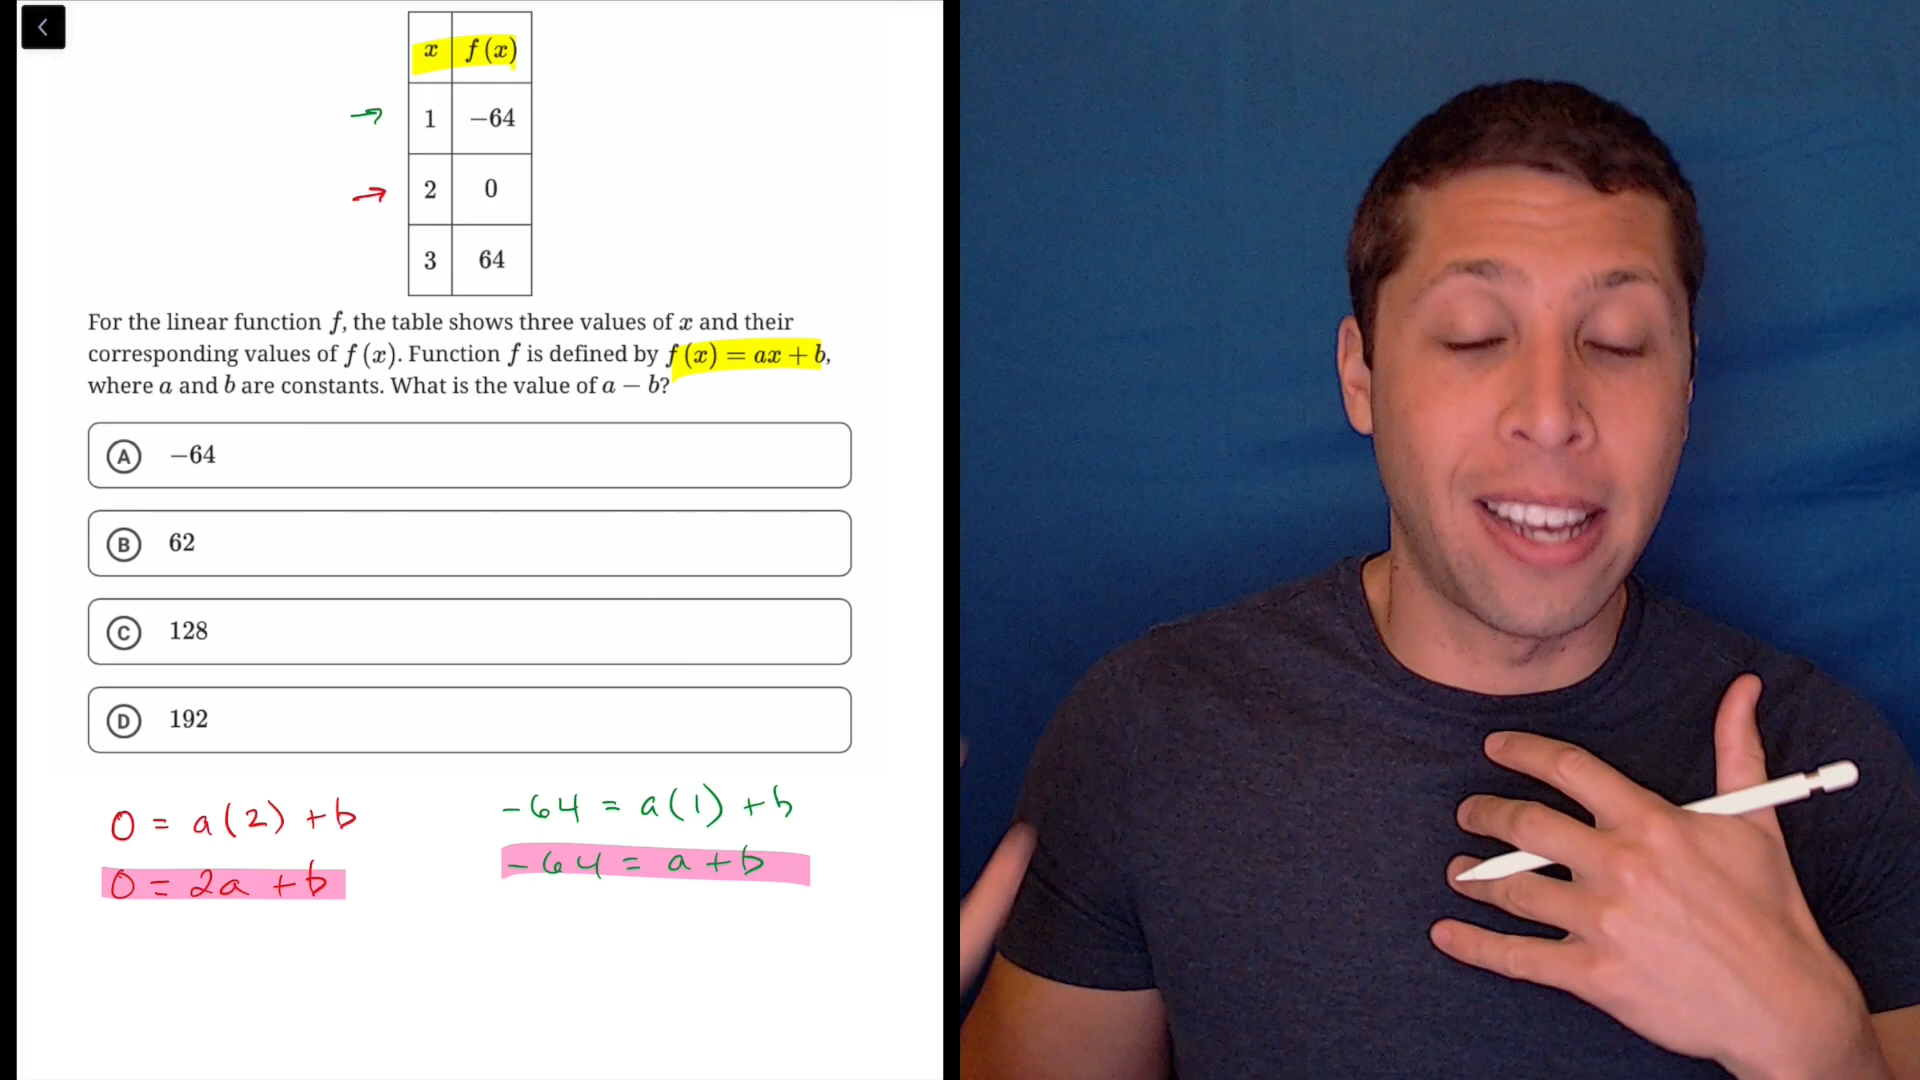 x f(x)
1 −64
2 0
3 64
For the linear function f, the table shows three values of x and their
corresponding values of f(x). Function f is defined by f(x) = ax + b,
where a and b are constants. What is the value of a − b?
A −64
B 62
C 128
D 192
0 = a(2) + b
0 = 2a + b
-64 = a(1) + b
-64 = a + b